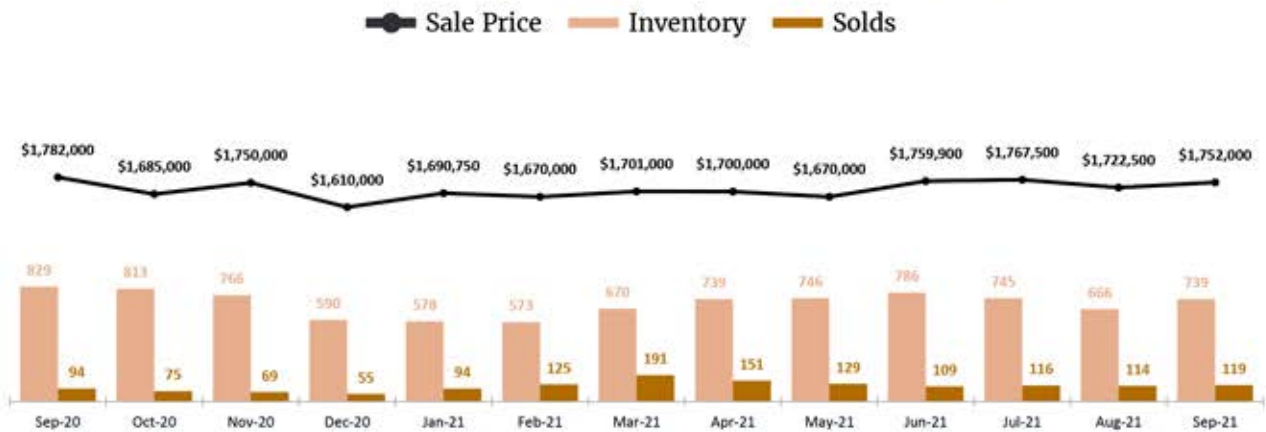 Sale Price Inventory Solds
$1,782,000 $1,685,000 $1,750,000 $1,610,000 $1,690,750 $1,670,000 $1,701,000 $1,700,000 $1,670,000 $1,759,900 $1,767,500 $1,722,500 $1,752,000
829 813 766 590 578 573 670 739 746 786 745 666 739
94 75 69 55 94 125 191 151 129 109 116 114 119
Sep-20 Oct-20 Nov-20 Dec-20 Jan-21 Feb-21 Mar-21 Apr-21 May-21 Jun-21 Jul-21 Aug-21 Sep-21